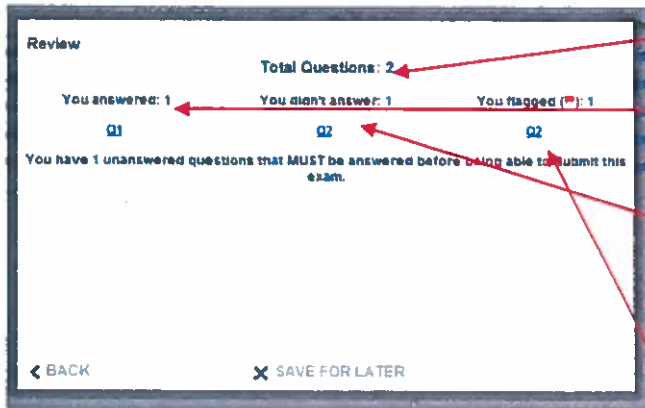 Review
Total Questions: 2
You answered: 1 You didn't answer: 1 You flagged (): 1
Q1 Q2 Q2
You have 1 unanswered questions that MUST be answered before being able to submit this
exam.
BACK SAVE FOR LATER